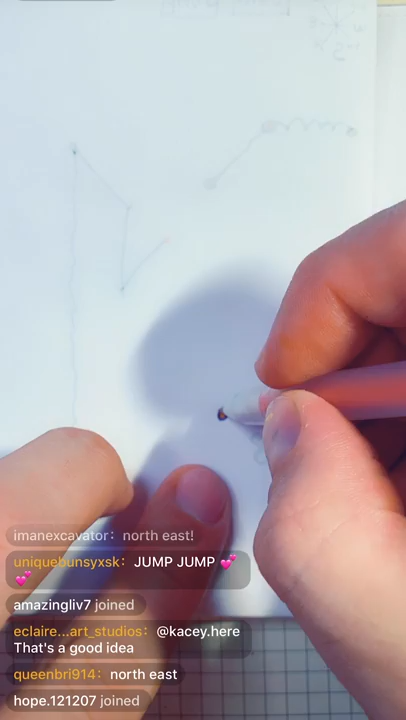 imanexcavator: north east!
uniquebunsyxsk: JUMP JUMP 💕
💕
amazingliv7 joined
eclaire...art_studios: @kacey.here
That's a good idea
queenbri914: north east
hope.121207 joined